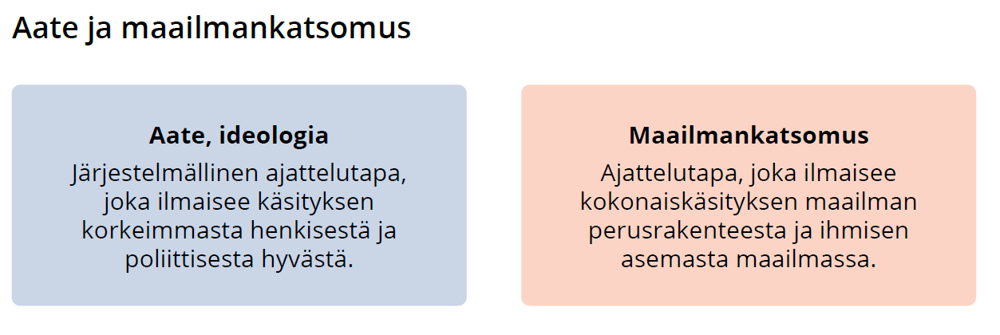 Aate ja maailmankatsomus
Aate, ideologia
Järjestelmällinen ajattelutapa,
joka ilmaisee käsityksen
korkeimmasta henkisestä ja
poliittisesta hyvästä.
Maailmankatsomus
Ajattelutapa, joka ilmaisee
kokonaiskäsityksen maailman
perusrakenteesta ja ihmisen
asemasta maailmassa.